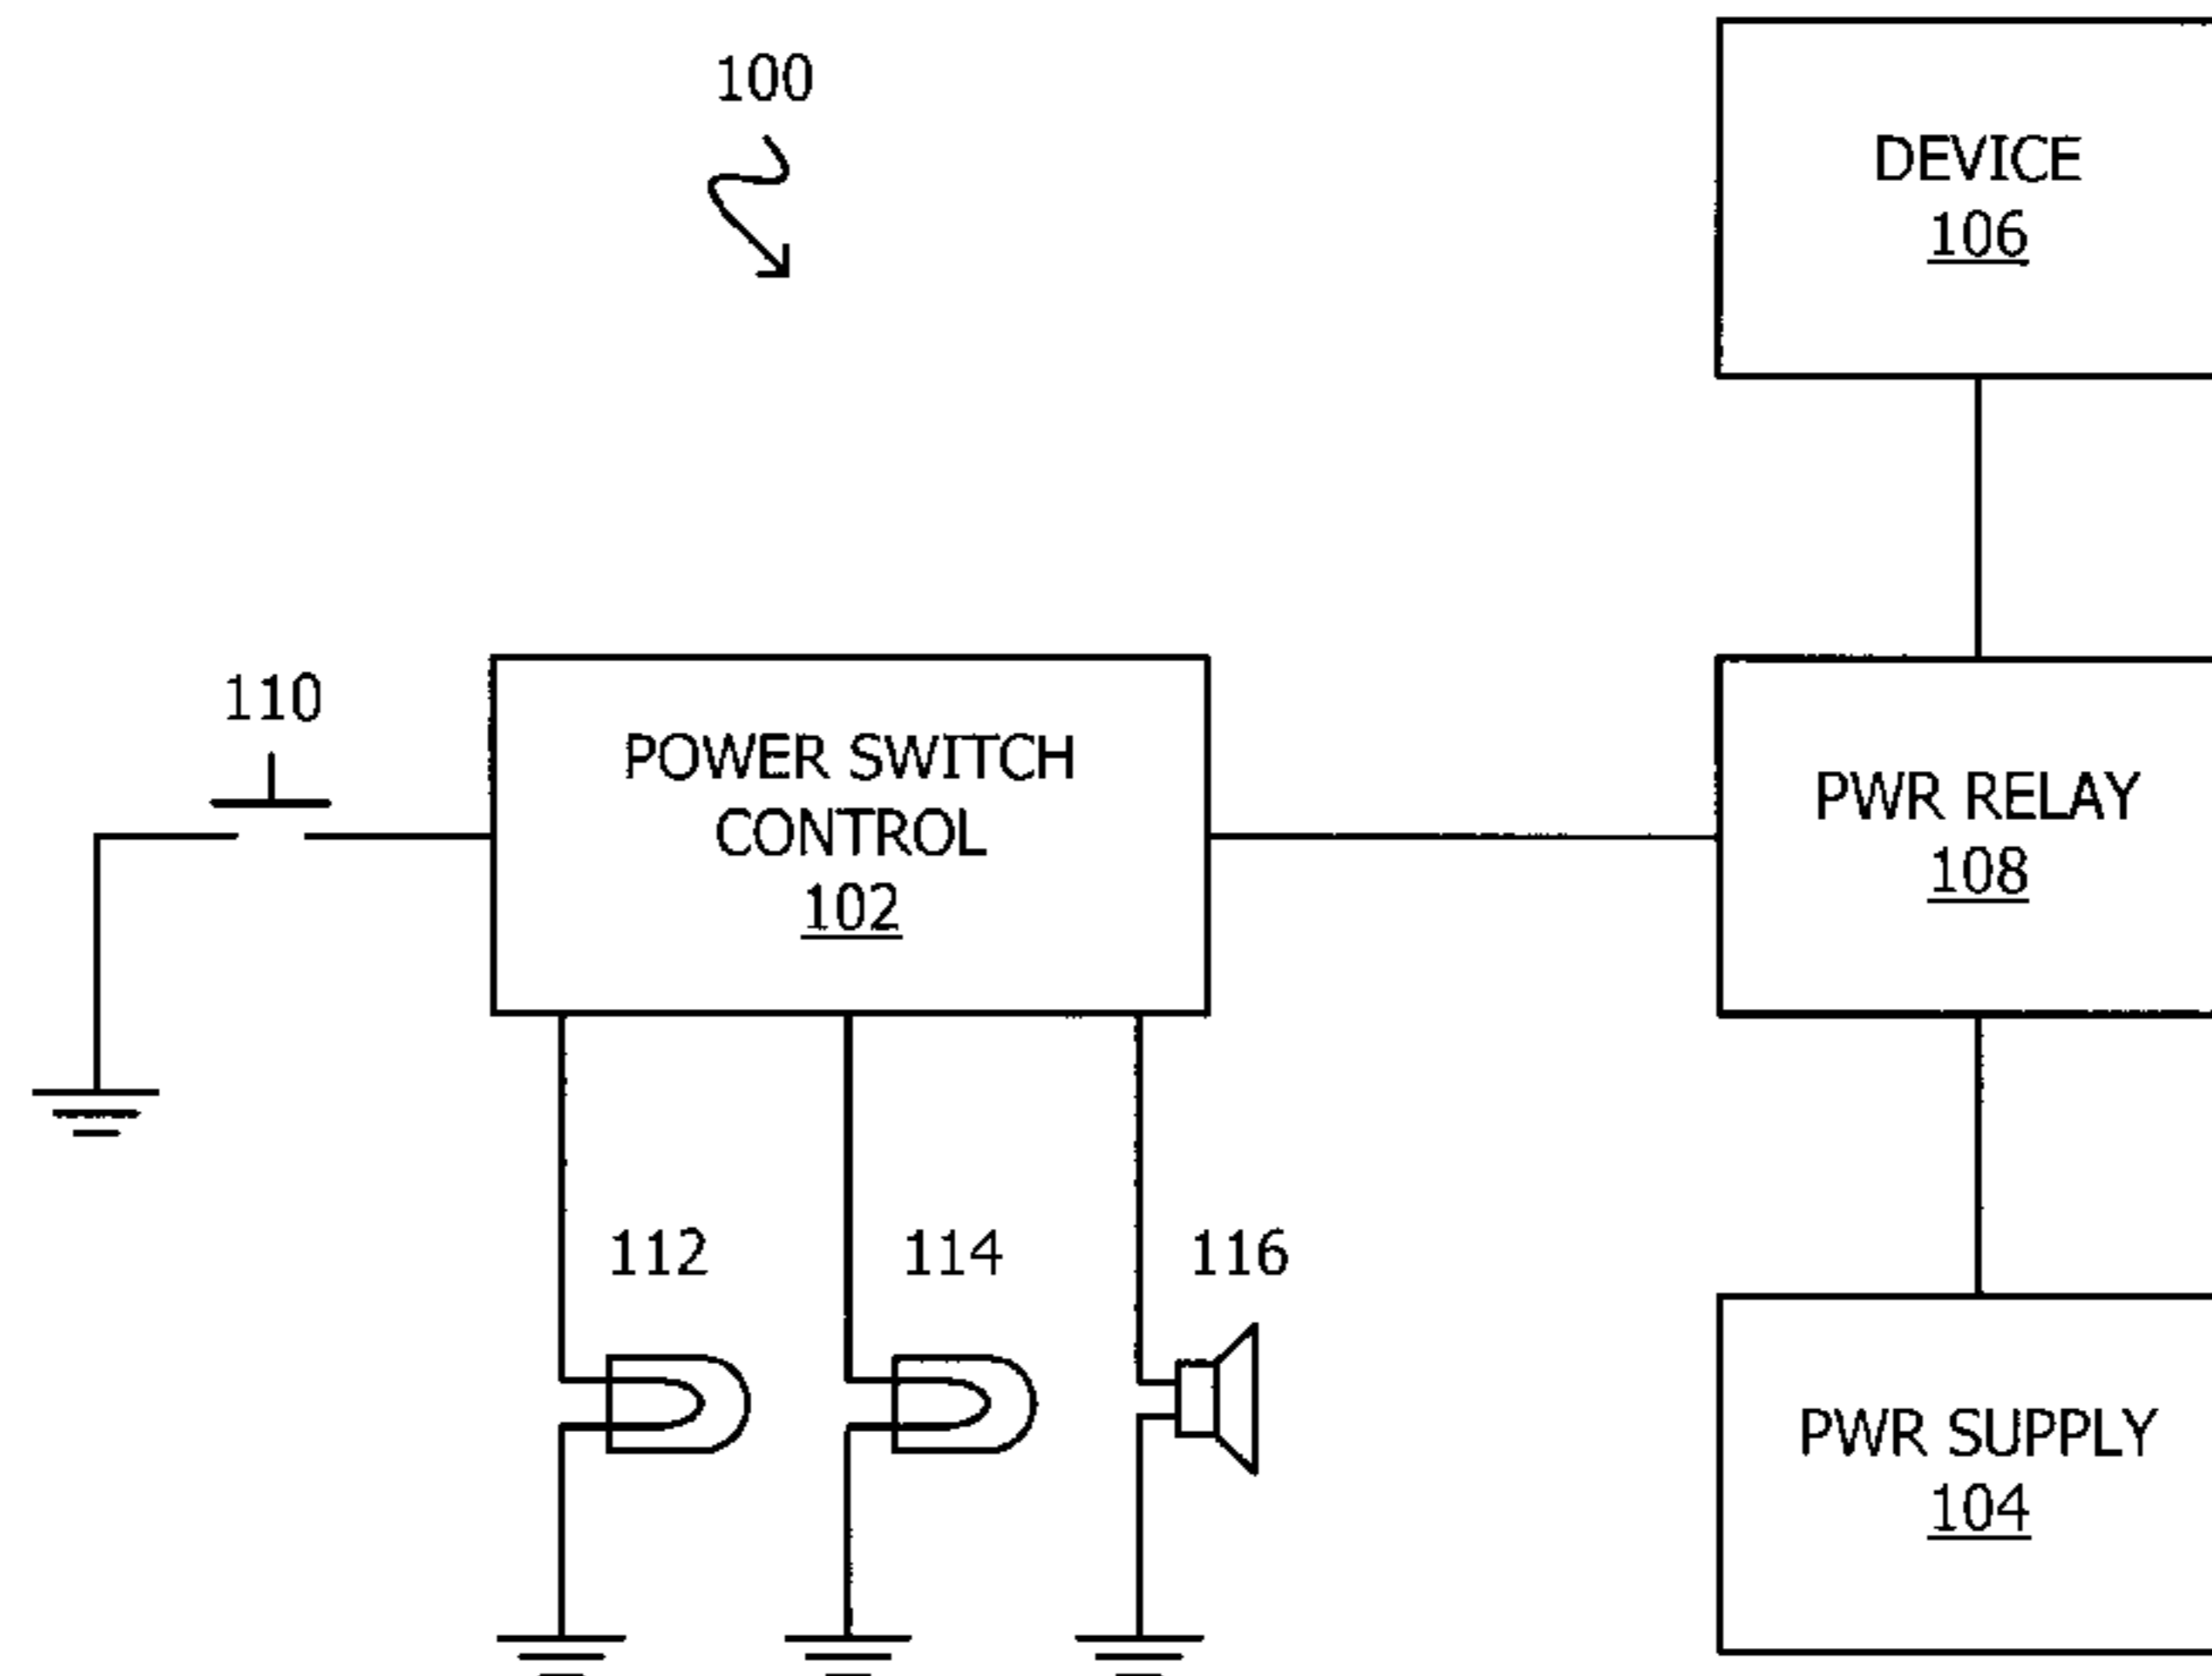 100
DEVICE
106
110
POWER SWITCH
CONTROL
102
PWR RELAY
108
112
114
116
PWR SUPPLY
104